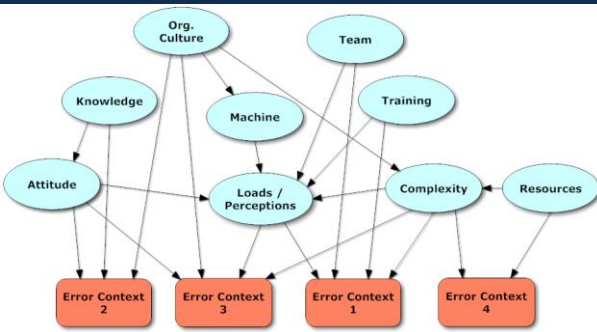 Org.
Culture
Team
Knowledge
Machine
Training
Attitude
Loads /
Perceptions
Complexity
Resources
Error Context
2
Error Context
3
Error Context
1
Error Context
4